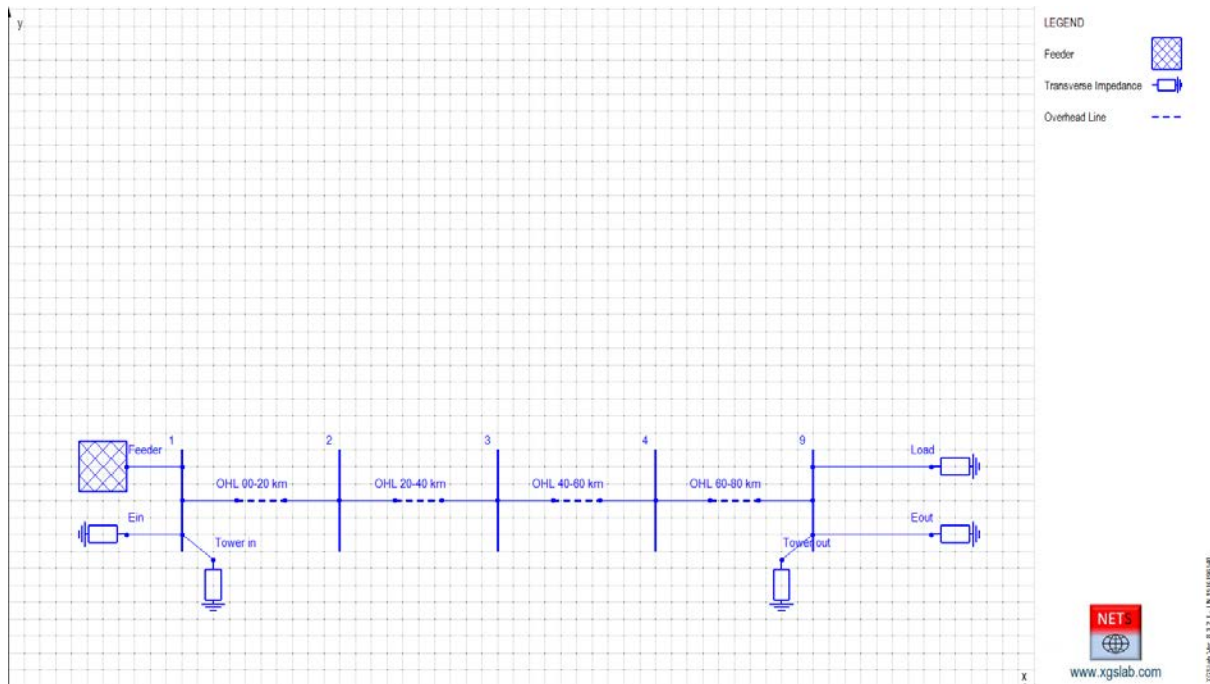 y
LEGEND
Feeder
Transverse Impedance
Overhead Line
1
2
3
4
9
Feeder
Load
OHL 00-20 km
OHL 20-40 km
OHL 40-60 km
OHL 60-80 km
Ein
Eout
Tower in
Tower out
NETS
www.xgslab.com
x